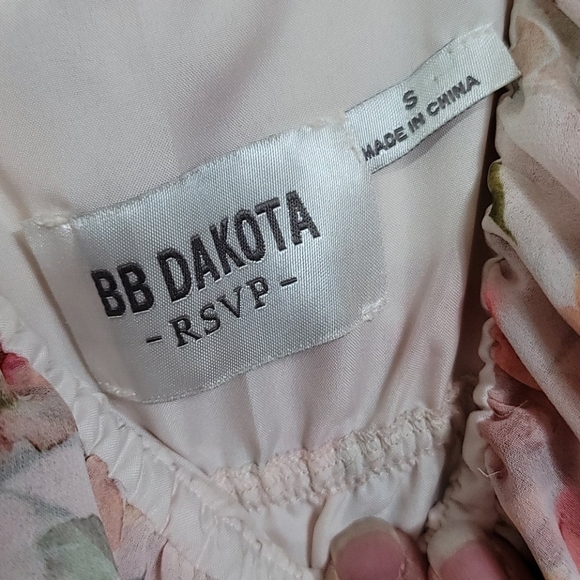 BB DAKOTA
-RSVP-
S
MADE IN CHINA